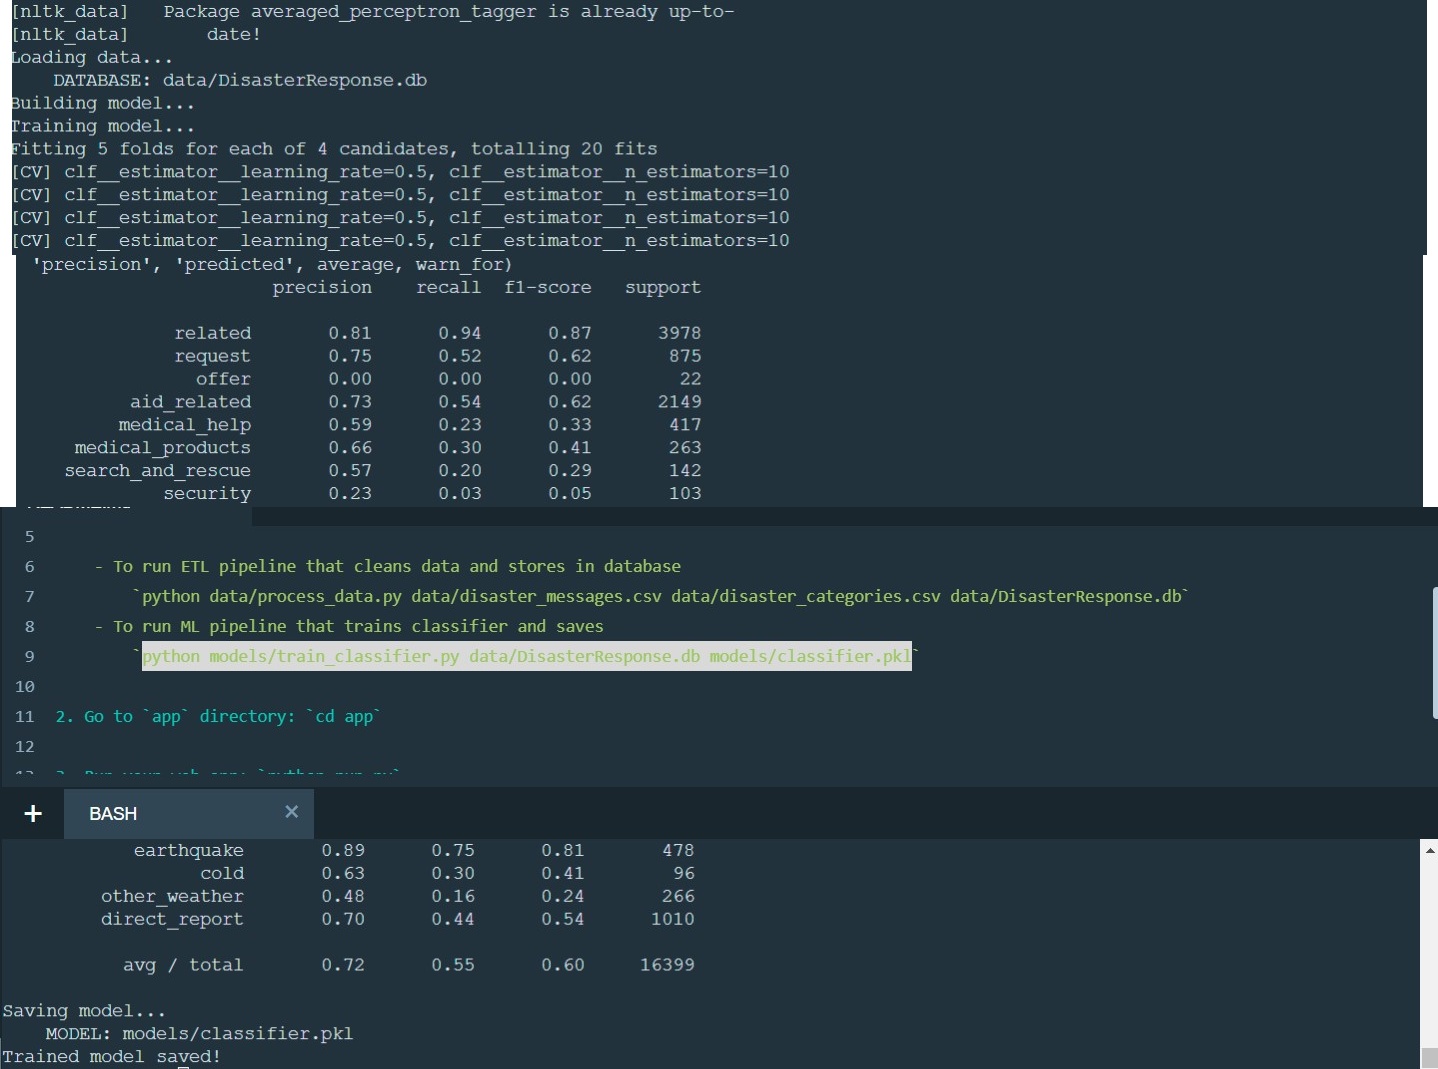 [nltk_data]   Package averaged_perceptron_tagger is already up-to-
[nltk_data]       date!
Loading data...
    DATABASE: data/DisasterResponse.db
Building model...
Training model...
Fitting 5 folds for each of 4 candidates, totalling 20 fits
[CV] clf__estimator__learning_rate=0.5, clf__estimator__n_estimators=10
[CV] clf__estimator__learning_rate=0.5, clf__estimator__n_estimators=10
[CV] clf__estimator__learning_rate=0.5, clf__estimator__n_estimators=10
[CV] clf__estimator__learning_rate=0.5, clf__estimator__n_estimators=10
'precision', 'predicted', average, warn_for)
precision    recall  f1-score   support
related       0.81      0.94      0.87      3978
request       0.75      0.52      0.62       875
offer       0.00      0.00      0.00        22
aid_related       0.73      0.54      0.62      2149
medical_help       0.59      0.23      0.33       417
medical_products       0.66      0.30      0.41       263
search_and_rescue       0.57      0.20      0.29       142
security       0.23      0.03      0.05       103
5
6 - To run ETL pipeline that cleans data and stores in database
7 `python data/process_data.py data/disaster_messages.csv data/disaster_categories.csv data/DisasterResponse.db`
8 - To run ML pipeline that trains classifier and saves
9 `python models/train_classifier.py data/DisasterResponse.db models/classifier.pkl`
10
11 2. Go to `app` directory: `cd app`
12
+ BASH ×
earthquake       0.89      0.75      0.81       478
cold       0.63      0.30      0.41        96
other_weather       0.48      0.16      0.24       266
direct_report       0.70      0.44      0.54      1010
avg / total       0.72      0.55      0.60     16399
Saving model...
    MODEL: models/classifier.pkl
Trained model saved!